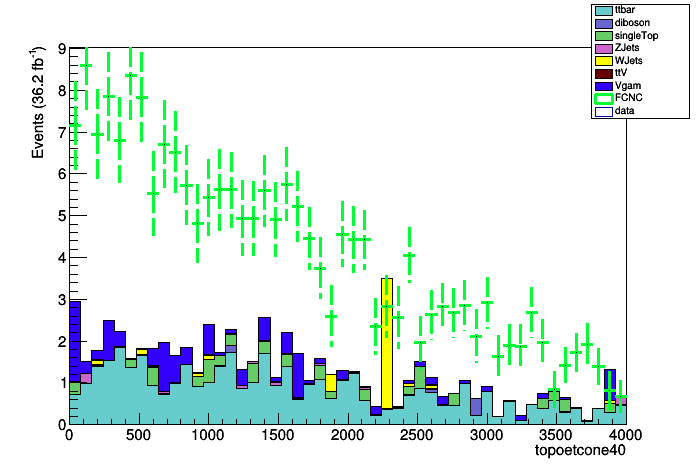 ttbar
diboson
singleTop
ZJets
WJets
ttV
Vgam
FCNC
data
Events (36.2 fb⁻¹)
9
8
7
6
5
4
3
2
1
0
0 500 1000 1500 2000 2500 3000 3500 4000
topoetcone40